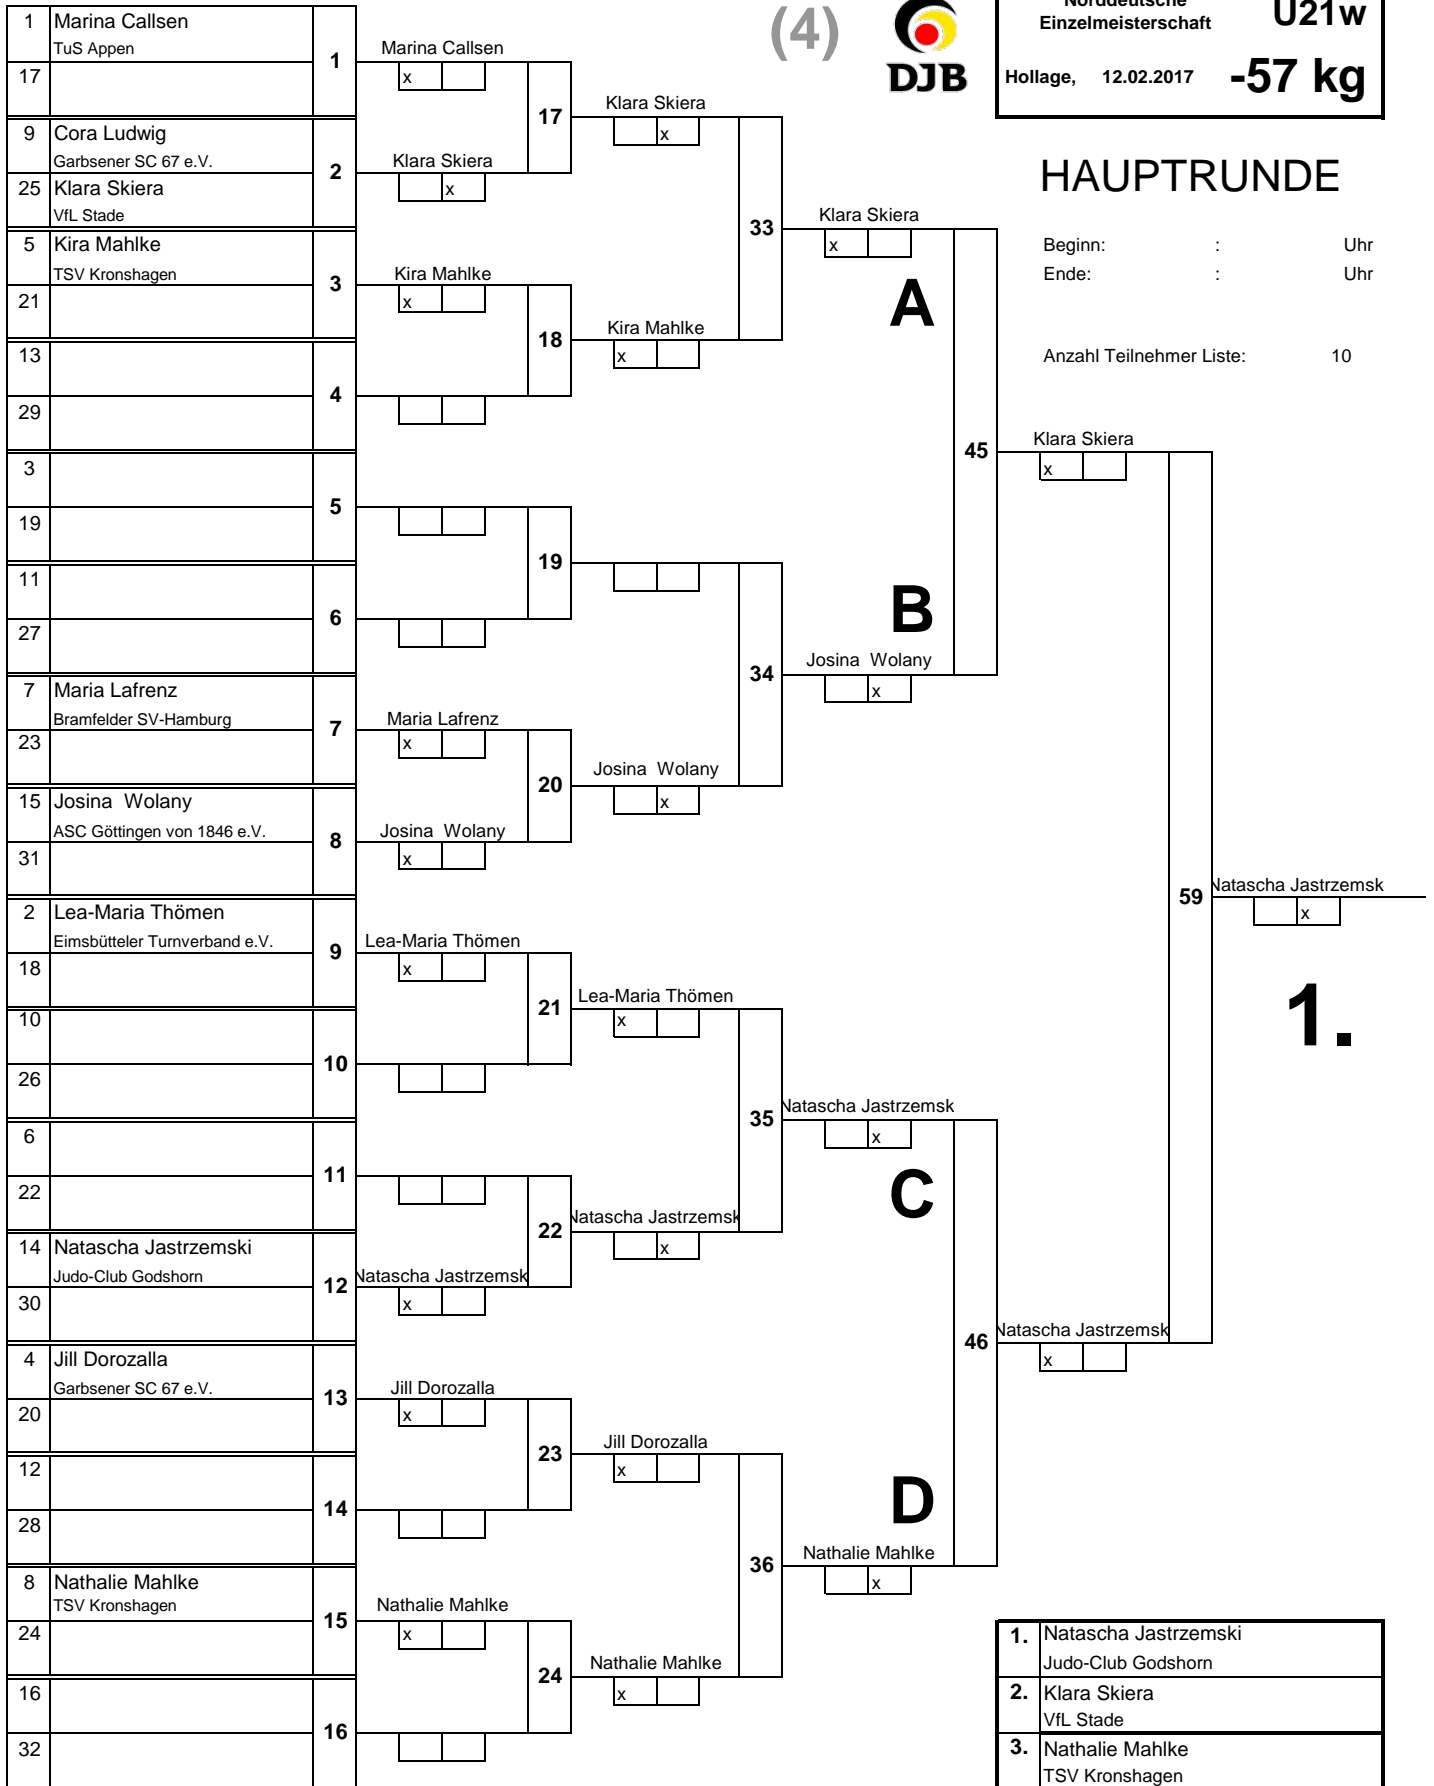 (4)
DJB
Norddeutsche
Einzelmeisterschaft
U21w
Hollage, 12.02.2017 -57 kg
HAUPTRUNDE
Beginn: : Uhr
Ende: : Uhr
Anzahl Teilnehmer Liste: 10
1 Marina Callsen
TuS Appen
17
1
9 Cora Ludwig
Garbsener SC 67 e.V.
25 Klara Skiera
VfL Stade
2
5 Kira Mahlke
TSV Kronshagen
21
3
13
29
4
3
19
5
11
27
6
7 Maria Lafrenz
Bramfelder SV-Hamburg
23
7
15 Josina Wolany
ASC Göttingen von 1846 e.V.
31
8
2 Lea-Maria Thömen
Eimsbütteler Turnverband e.V.
18
9
10
26
10
6
22
11
14 Natascha Jastrzemski
Judo-Club Godshorn
30
12
4 Jill Dorozalla
Garbsener SC 67 e.V.
20
13
12
28
14
8 Nathalie Mahlke
TSV Kronshagen
24
15
16
32
16
Marina Callsen
x
17
Klara Skiera
x
Kira Mahlke
x
18
19
Maria Lafrenz
x
20
Josina Wolany
x
Lea-Maria Thömen
x
21
22
Natascha Jastrzemsk
x
Jill Dorozalla
x
23
Nathalie Mahlke
x
24
Klara Skiera
x
33
Kira Mahlke
x
34
Josina Wolany
x
Lea-Maria Thömen
x
35
Natascha Jastrzemsk
x
Jill Dorozalla
x
36
Nathalie Mahlke
x
Klara Skiera
x
A
45
B
Josina Wolany
x
Natascha Jastrzemsk
x
C
46
D
Nathalie Mahlke
x
Klara Skiera
x
59
Natascha Jastrzemsk
x
Natascha Jastrzemsk
x
1.
1. Natascha Jastrzemski
Judo-Club Godshorn
2. Klara Skiera
VfL Stade
3. Nathalie Mahlke
TSV Kronshagen